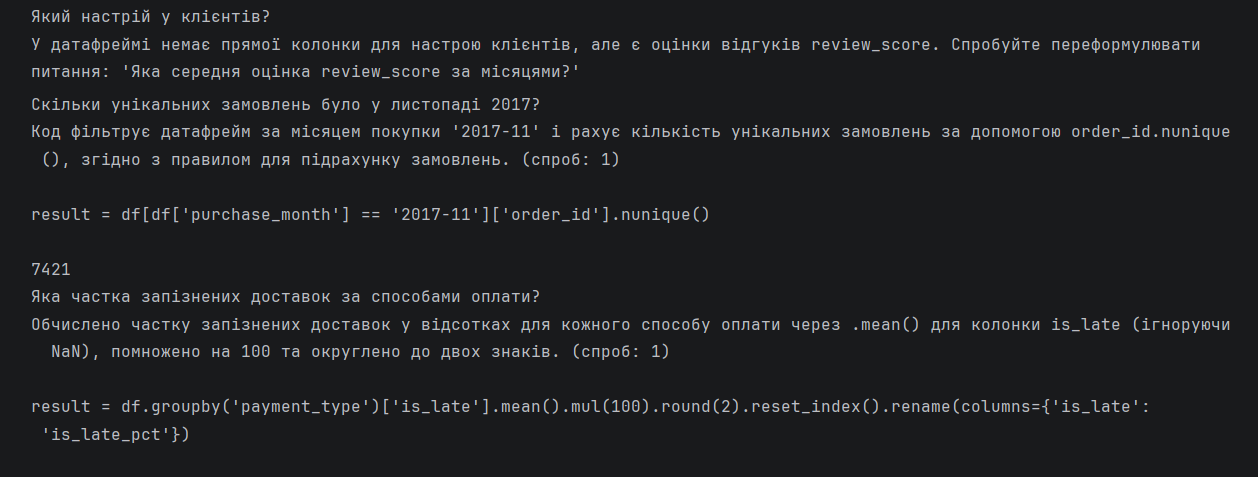 Який настрій у клієнтів?
У датафреймі немає прямої колонки для настрою клієнтів, але є оцінки відгуків review_score. Спробуйте переформулювати
питання: 'Яка середня оцінка review_score за місяцями?'
Скільки унікальних замовлень було у листопаді 2017?
Код фільтрує датафрейм за місяцем покупки '2017-11' і рахує кількість унікальних замовлень за допомогою order_id.nunique
(), згідно з правилом для підрахунку замовлень. (спроб: 1)
result = df[df['purchase_month'] == '2017-11']['order_id'].nunique()
7421
Яка частка запізнених доставок за способами оплати?
Обчислено частку запізнених доставок у відсотках для кожного способу оплати через .mean() для колонки is_late (ігноруючи
NaN), помножено на 100 та округлено до двох знаків. (спроб: 1)
result = df.groupby('payment_type')['is_late'].mean().mul(100).round(2).reset_index().rename(columns={'is_late':
'is_late_pct'})